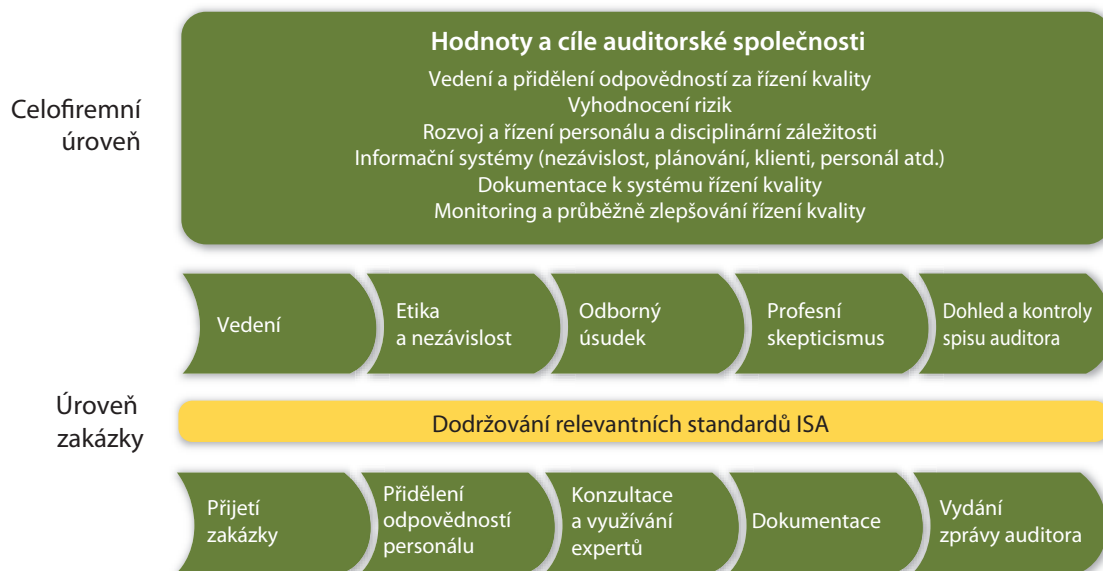 Hodnoty a cíle auditorské společnosti
Vedení a přidělení odpovědností za řízení kvality
Vyhodnocení rizik
Rozvoj a řízení personálu a disciplinární záležitosti
Informační systémy (nezávislost, plánování, klienti, personál atd.)
Dokumentace k systému řízení kvality
Monitoring a průběžně zlepšování řízení kvality
Celofiremní
úroveň
Vedení
Etika
a nezávislost
Odborný
úsudek
Profesní
skepticismus
Dohled a kontroly
spisu auditora
Úroveň
zakázky
Dodržování relevantních standardů ISA
Přijetí
zakázky
Přidělení
odpovědností
personálu
Konzultace
a využívání
expertů
Dokumentace
Vydání
zprávy auditora